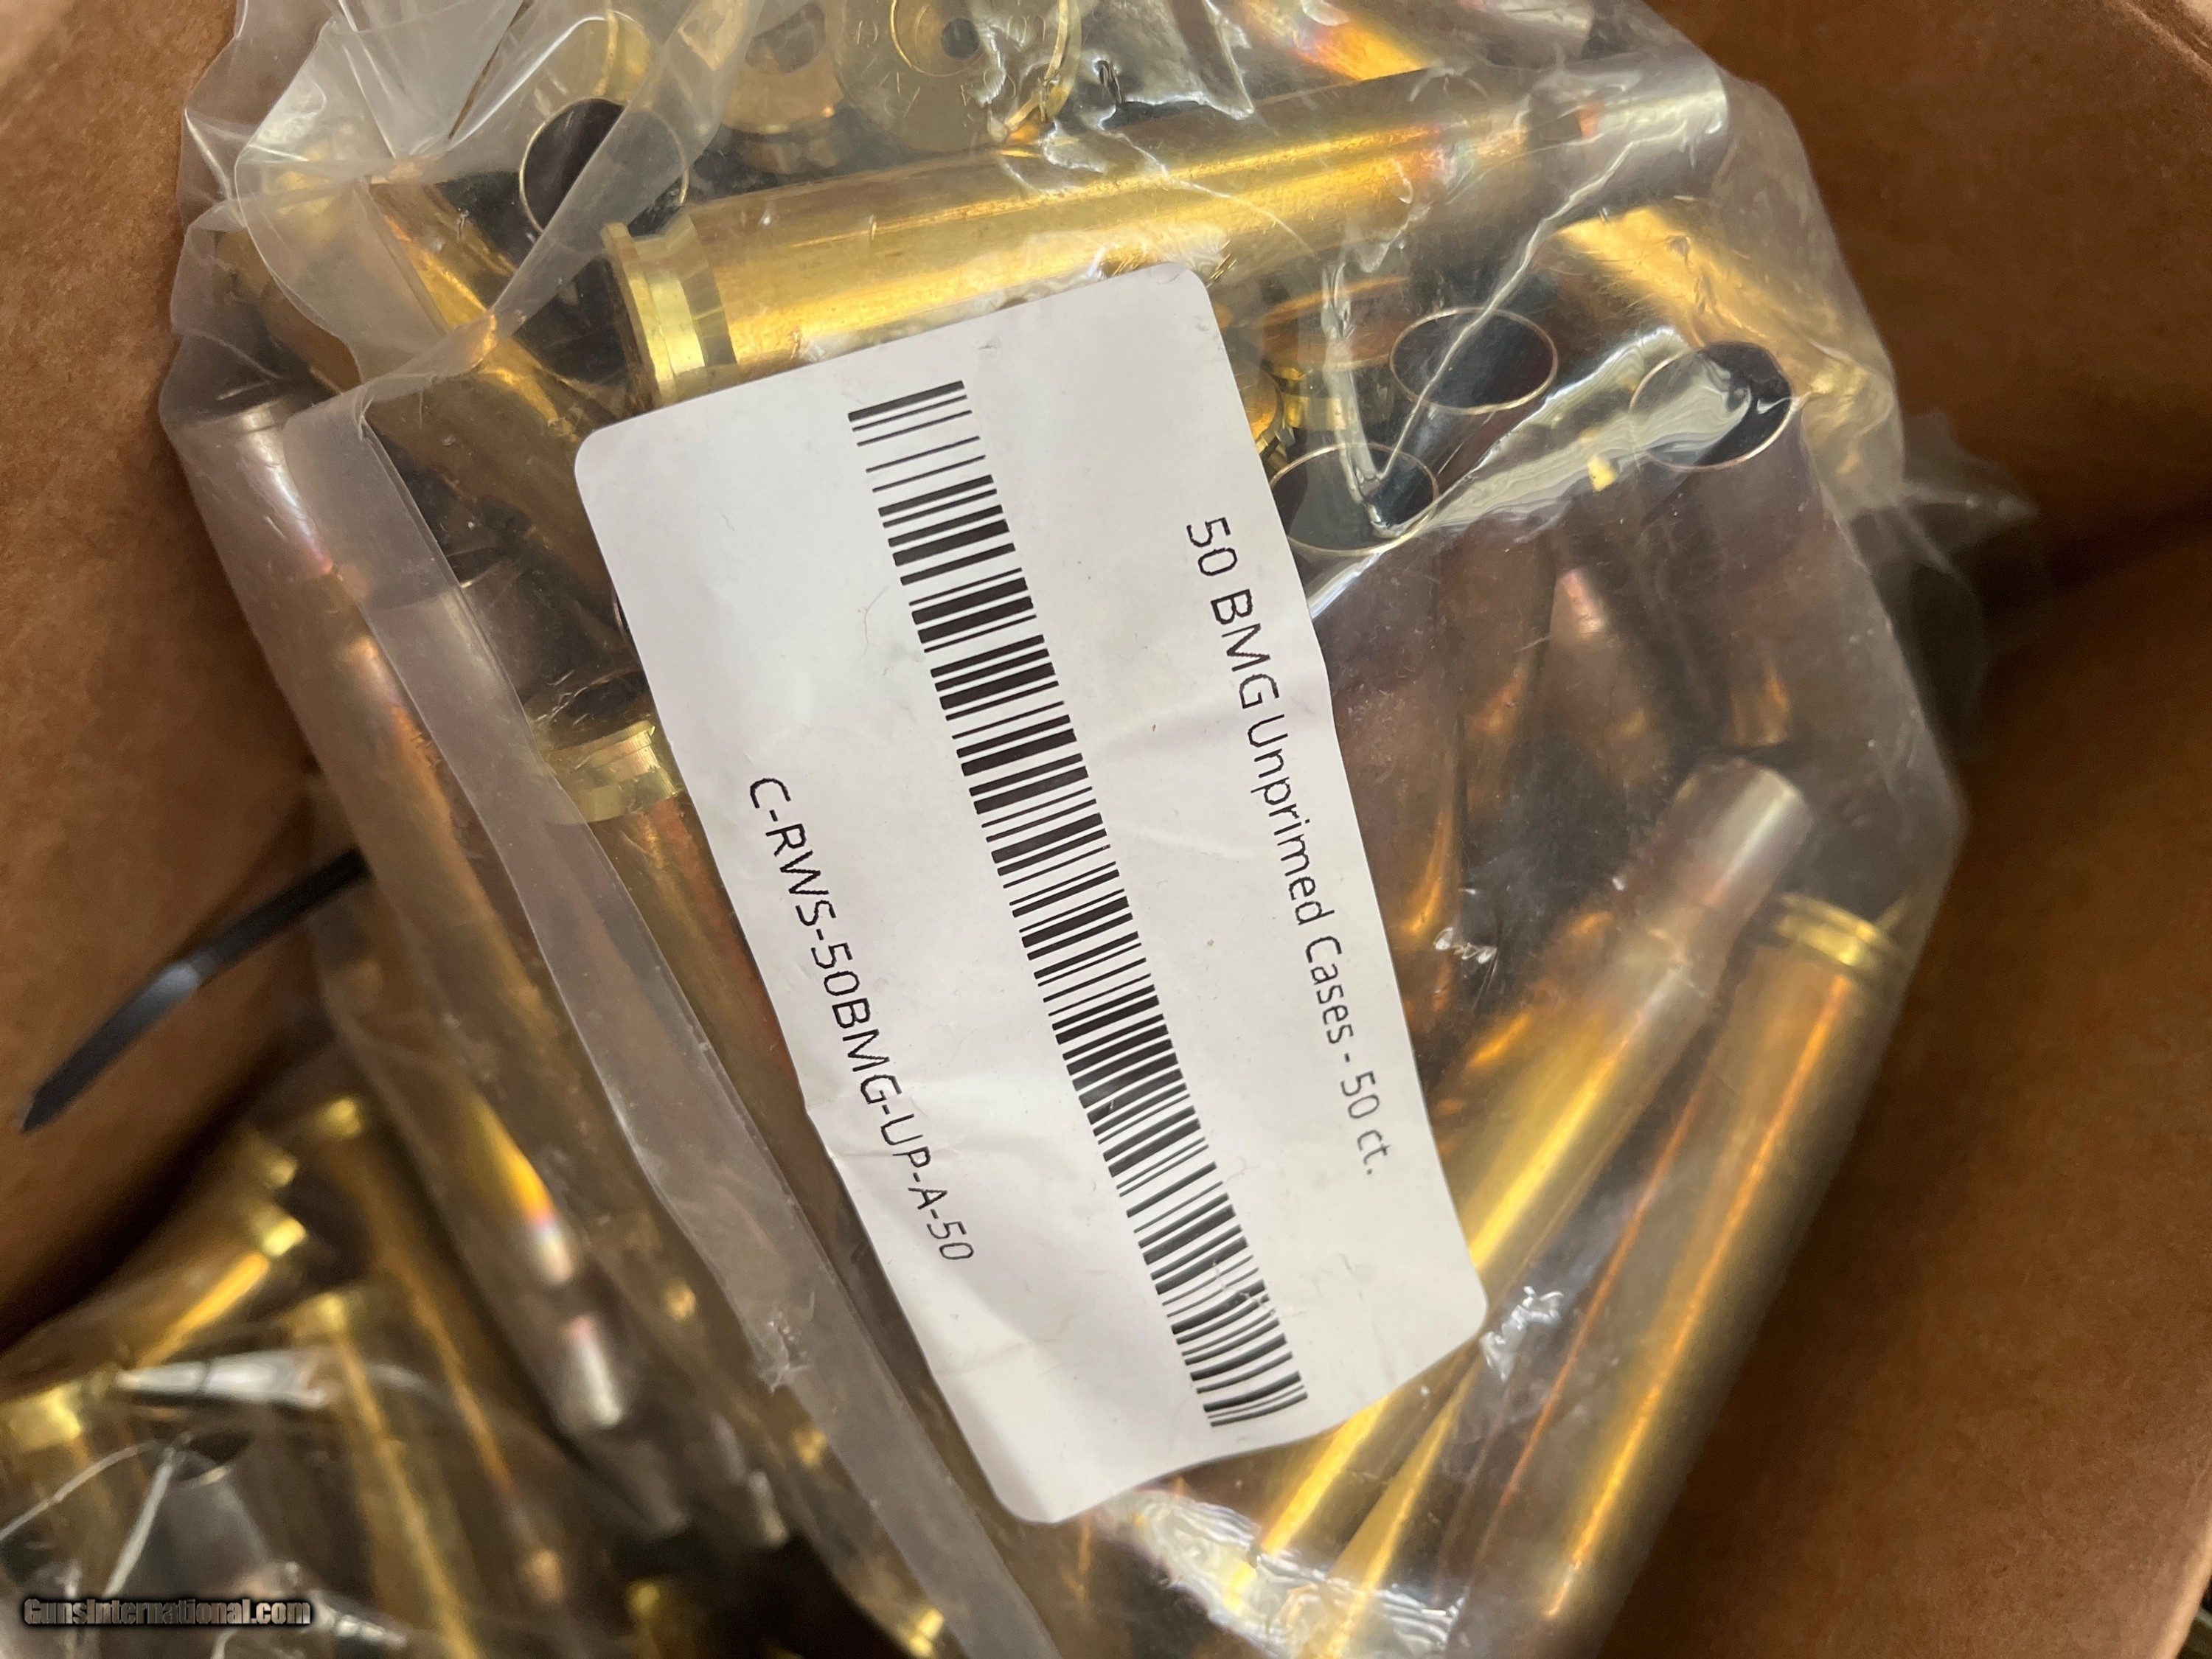 50 BMG Unprimed Cases - 50 ct.
C-RWS-50BMG-UP-A-50
GunsInternational.com